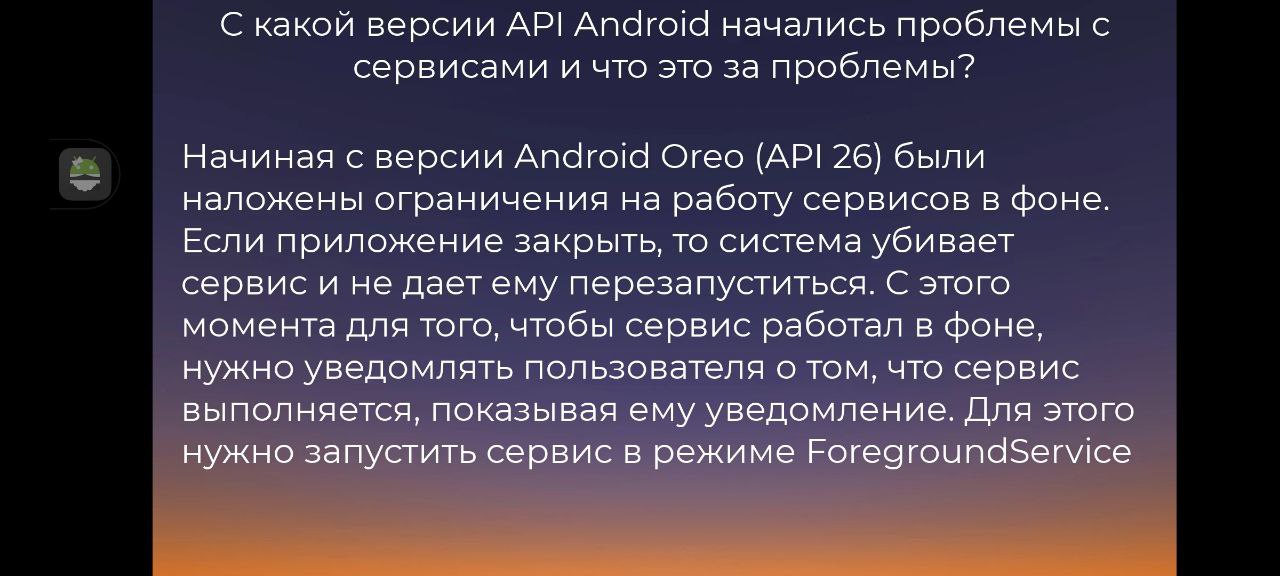 С какой версии API Android начались проблемы с
сервисами и что это за проблемы?
Начиная с версии Android Oreo (API 26) были
наложены ограничения на работу сервисов в фоне.
Если приложение закрыть, то система убивает
сервис и не дает ему перезапуститься. С этого
момента для того, чтобы сервис работал в фоне,
нужно уведомлять пользователя о том, что сервис
выполняется, показывая ему уведомление. Для этого
нужно запустить сервис в режиме ForegroundService